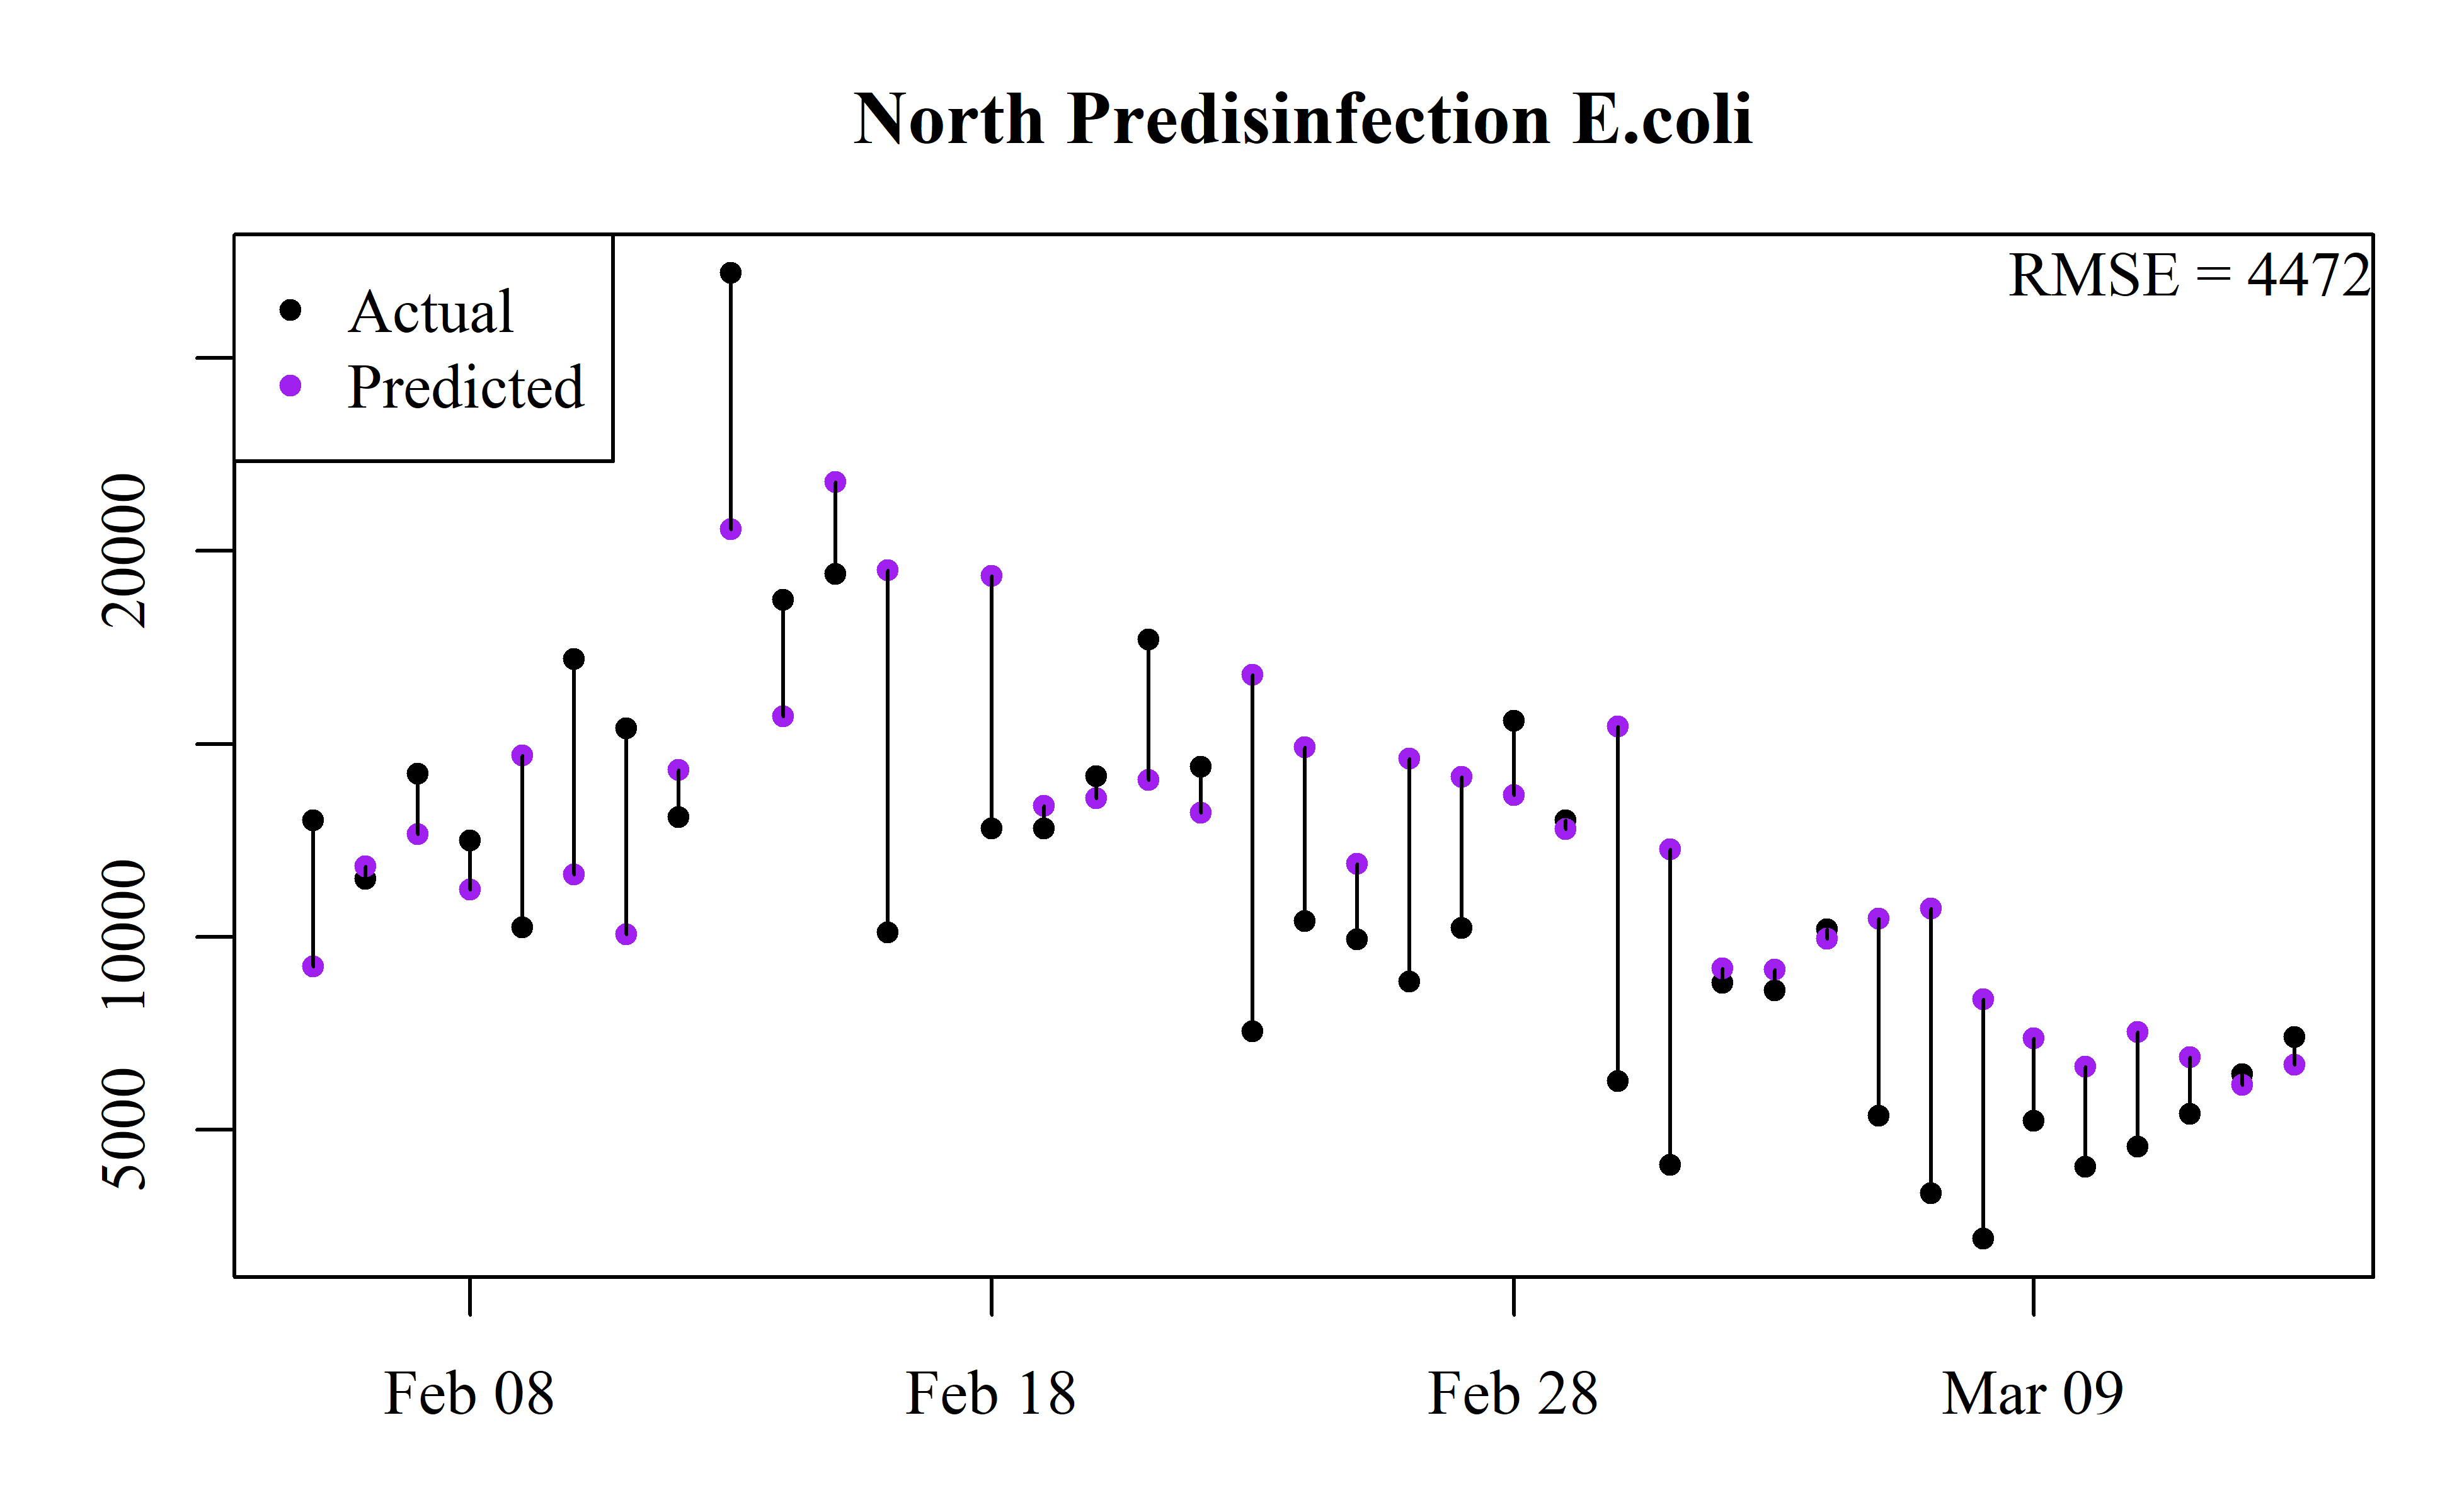 North Predisinfection E.coli
RMSE = 4472
Actual
Predicted
20000
10000
5000
Feb 08
Feb 18
Feb 28
Mar 09